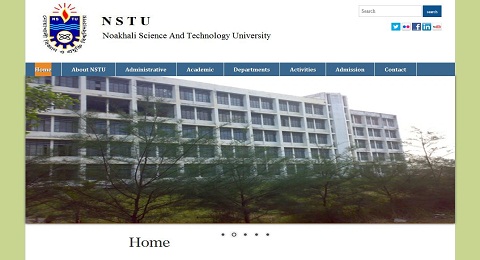 NSTU
Noakhali Science And Technology University
Search
search
Home
About NSTU
Administrative
Academic
Departments
Activities
Admission
Contact
Home